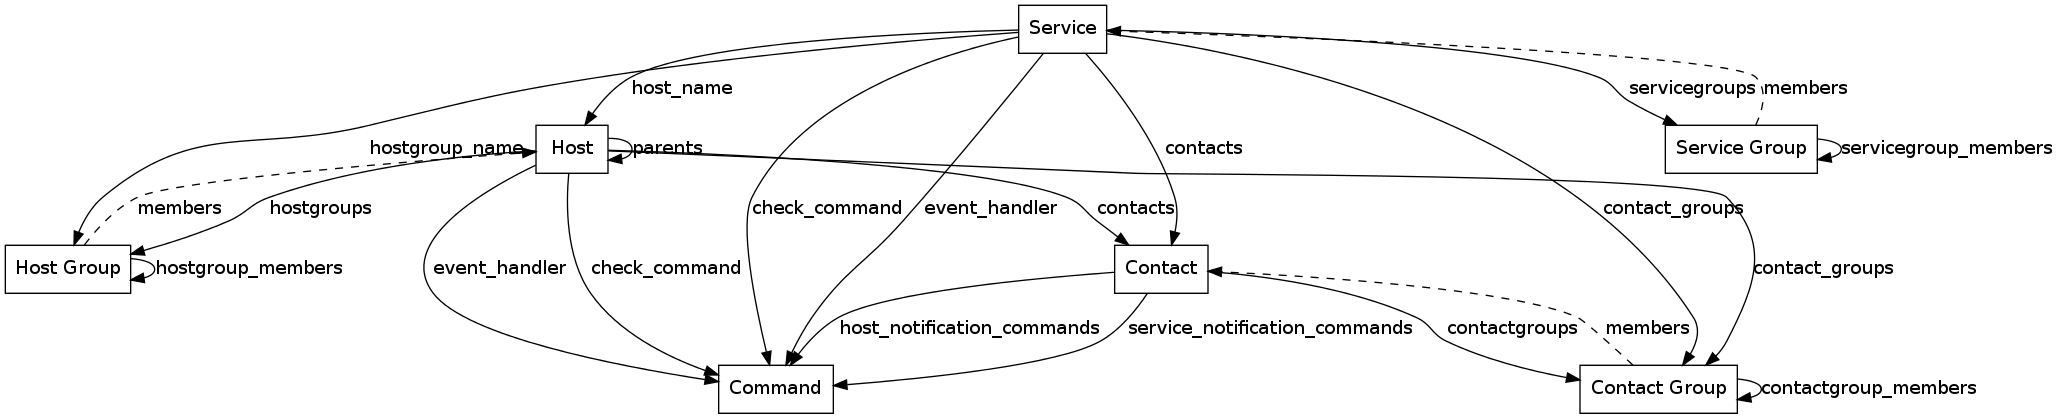 Service
host_name
servicegroups
members
hostgroup_name
Host
parents
contacts
Service Group
servicegroup_members
members
hostgroups
check_command
event_handler
contacts
contact_groups
Host Group
hostgroup_members
event_handler
check_command
Contact
contact_groups
host_notification_commands
service_notification_commands
contactgroups
members
Command
Contact Group
contactgroup_members